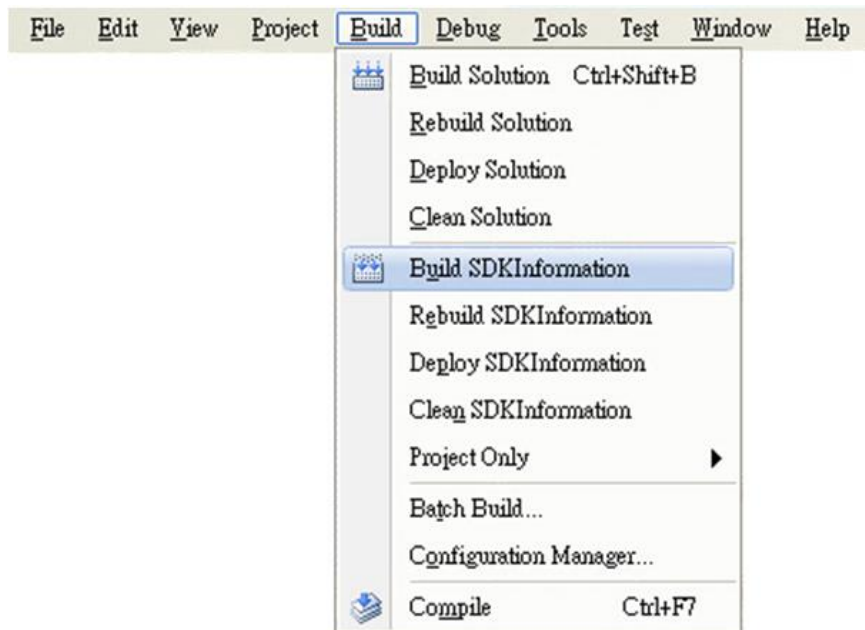 File Edit View Project Build Debug Tools Test Window Help
Build Solution Ctrl+Shift+B
Rebuild Solution
Deploy Solution
Clean Solution
Build SDKInformation
Rebuild SDKInformation
Deploy SDKInformation
Clean SDKInformation
Project Only
Batch Build...
Configuration Manager...
Compile Ctrl+F7